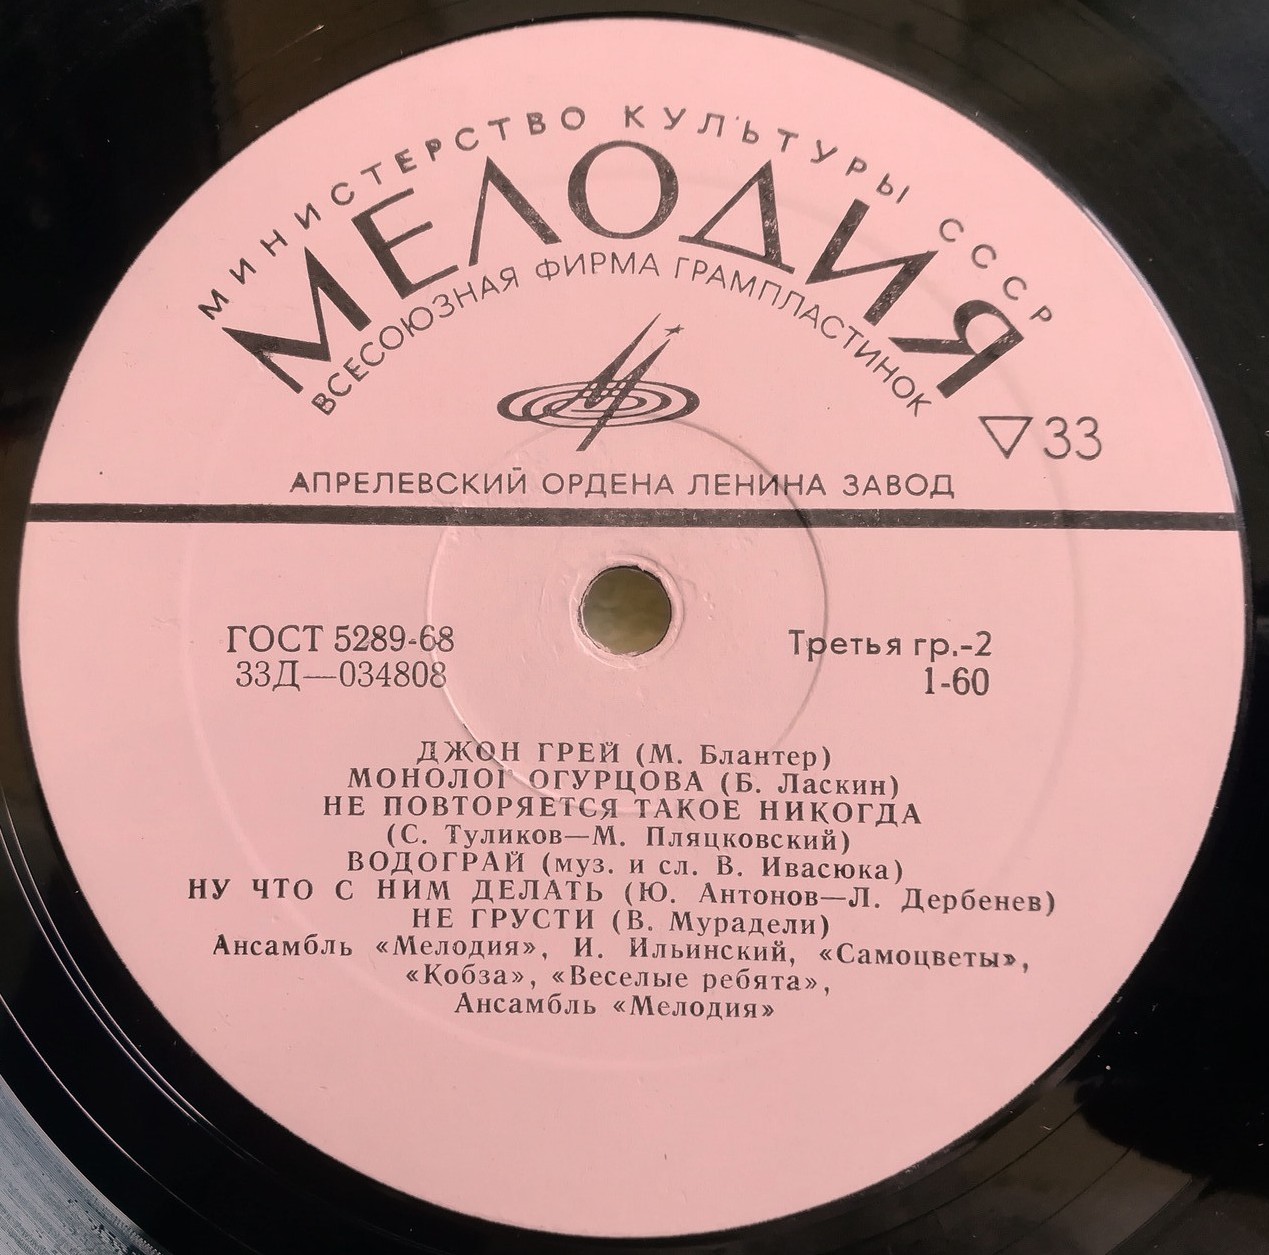 МИНИСТЕРСТВО КУЛЬТУРЫ СССР
МЕЛОДИЯ
ВСЕСОЮЗНАЯ ФИРМА ГРАМПЛАСТИНОК
33
АПРЕЛЕВСКИЙ ОРДЕНА ЛЕНИНА ЗАВОД
ГОСТ 5289-68
33Д—034808
Третья гр.-2
1-60
ДЖОН ГРЕЙ (М. Блантер)
МОНОЛОГ ОГУРЦОВА (Б. Ласкин)
НЕ ПОВТОРЯЕТСЯ ТАКОЕ НИКОГДА
(С. Туликов—М. Пляцковский)
ВОДОГРАЙ (муз. и сл. В. Ивасюка)
НУ ЧТО С НИМ ДЕЛАТЬ (Ю. Антонов—Л. Дербенев)
НЕ ГРУСТИ (В. Мурадели)
Ансамбль «Мелодия», И. Ильинский, «Самоцветы»,
«Кобза», «Веселые ребята»,
Ансамбль «Мелодия»